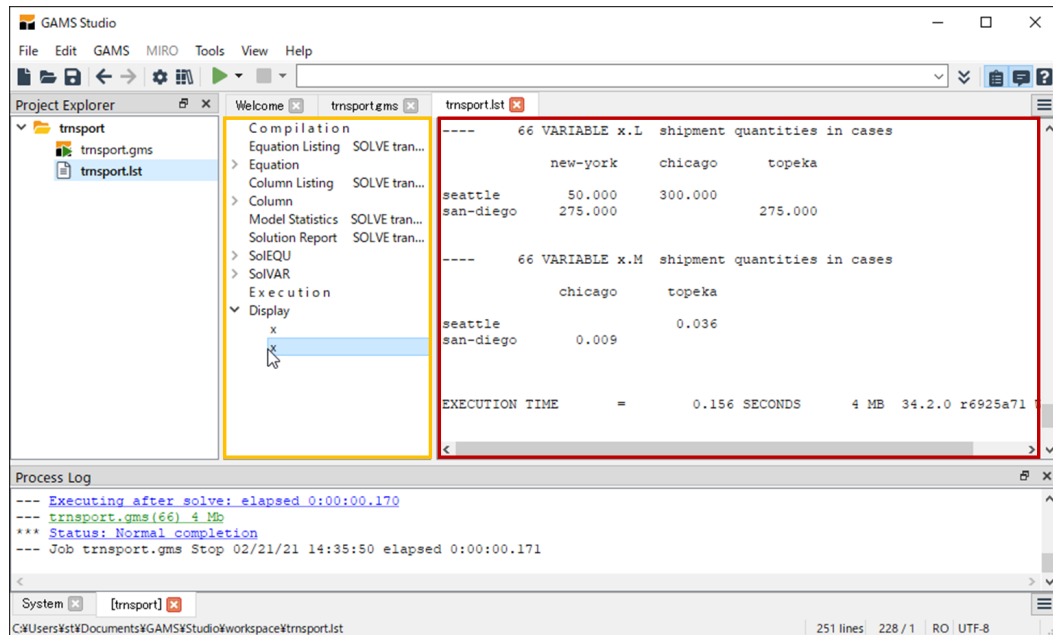 GAMS Studio
File Edit GAMS MIRO Tools View Help
Project Explorer
trnsport
trnsport.gms
trnsport.lst
Welcome trnsport.gms trnsport.lst
Compilation
Equation Listing SOLVE tran...
Equation
Column Listing SOLVE tran...
Column
Model Statistics SOLVE tran...
Solution Report SOLVE tran...
SolEQU
SolVAR
Execution
Display
x
x
---- 66 VARIABLE x.L shipment quantities in cases
new-york chicago topeka
seattle 50.000 300.000
san-diego 275.000 275.000
---- 66 VARIABLE x.M shipment quantities in cases
chicago topeka
seattle 0.036
san-diego 0.009
EXECUTION TIME = 0.156 SECONDS 4 MB 34.2.0 r6925a71
Process Log
--- Executing after solve: elapsed 0:00:00.170
--- trnsport.gms(66) 4 Mb
*** Status: Normal completion
--- Job trnsport.gms Stop 02/21/21 14:35:50 elapsed 0:00:00.171
System [trnsport]
C:¥Users¥st¥Documents¥GAMS¥Studio¥workspace¥trnsport.lst 251 lines 228 / 1 RO UTF-8